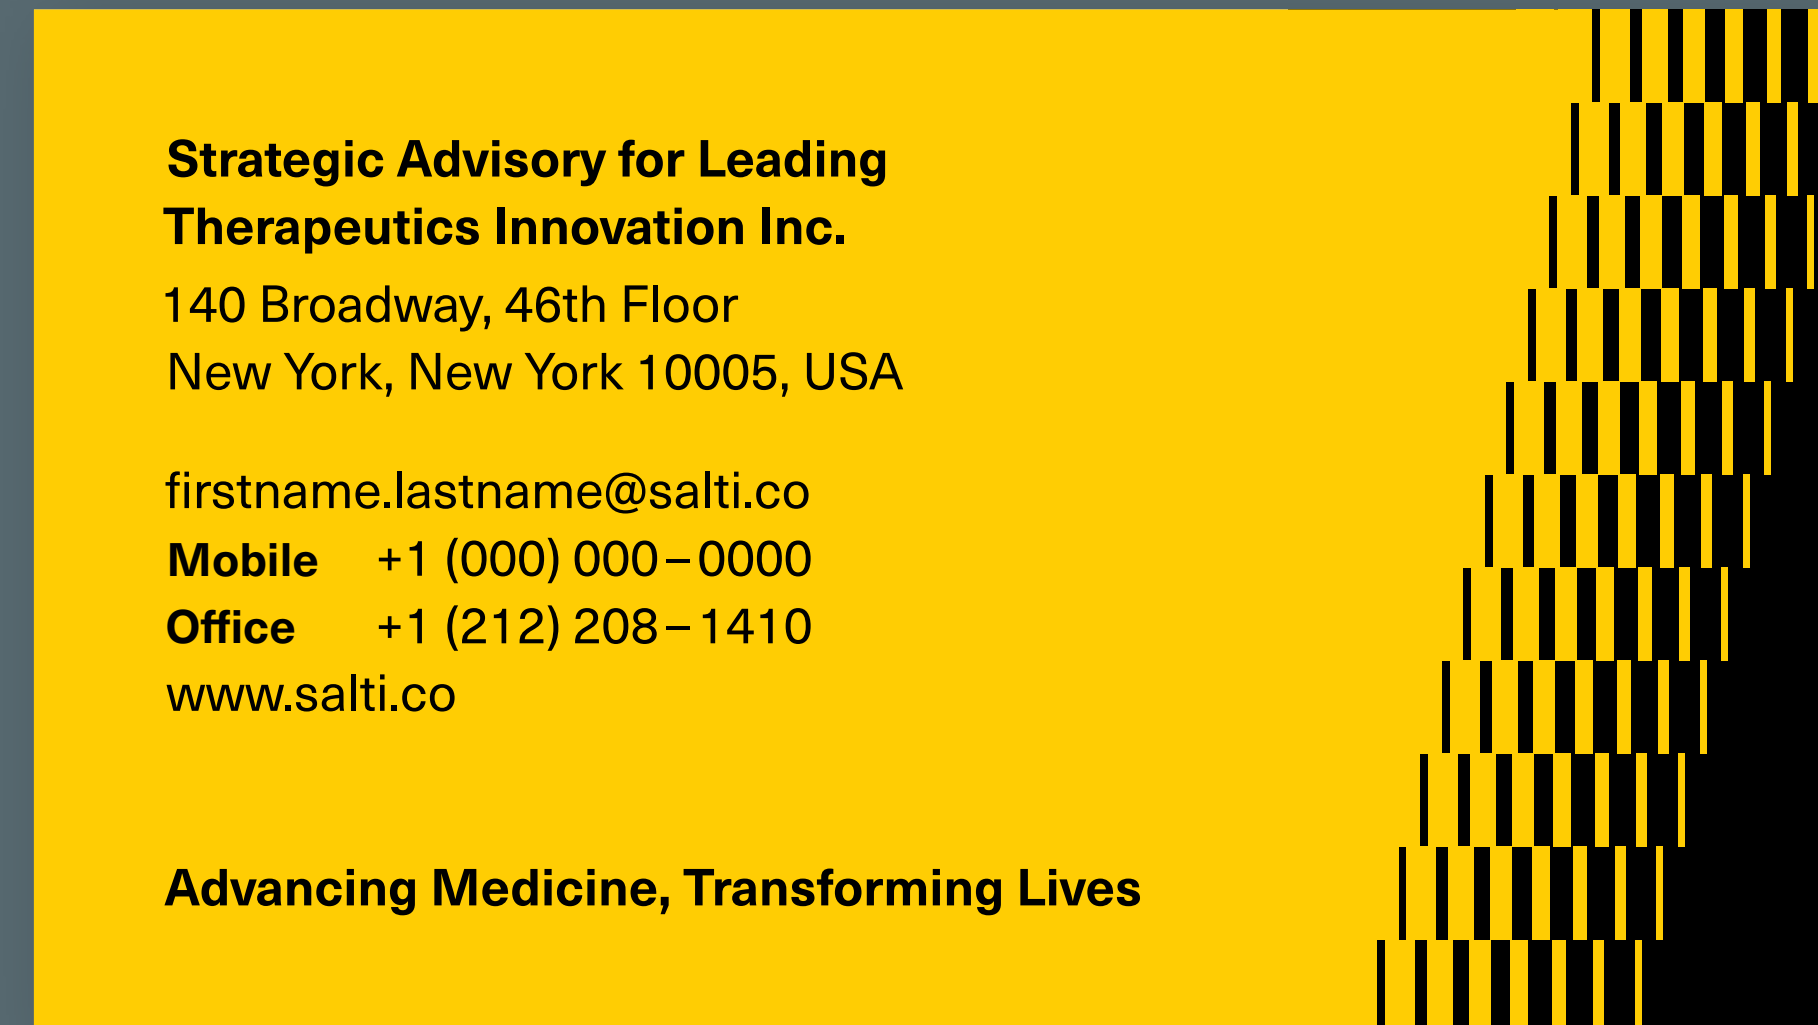 Strategic Advisory for Leading
Therapeutics Innovation Inc.
140 Broadway, 46th Floor
New York, New York 10005, USA
firstname.lastname@salti.co
Mobile +1 (000) 000–0000
Office +1 (212) 208–1410
www.salti.co
Advancing Medicine, Transforming Lives